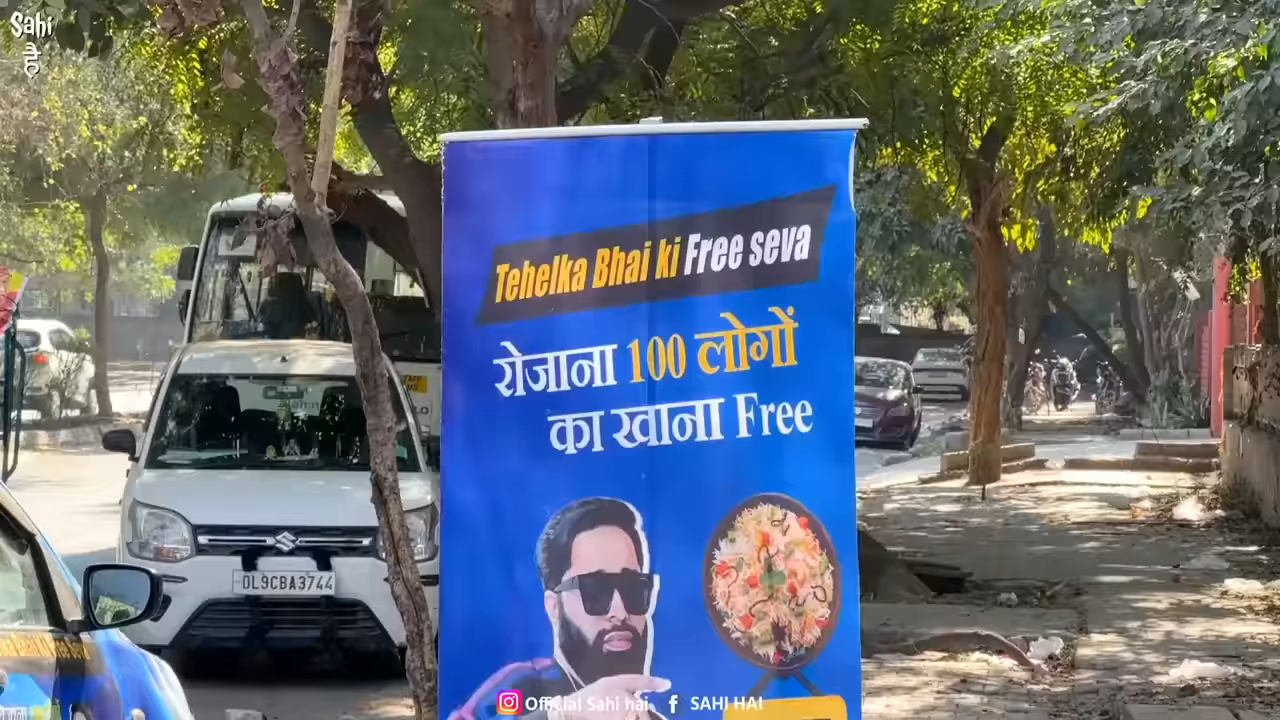 Sahi
है
Tehelka Bhai ki Free seva
रोजाना 100 लोगों
का खाना Free
DL9CBA3744
Official Sahi hai
SAHI HAI